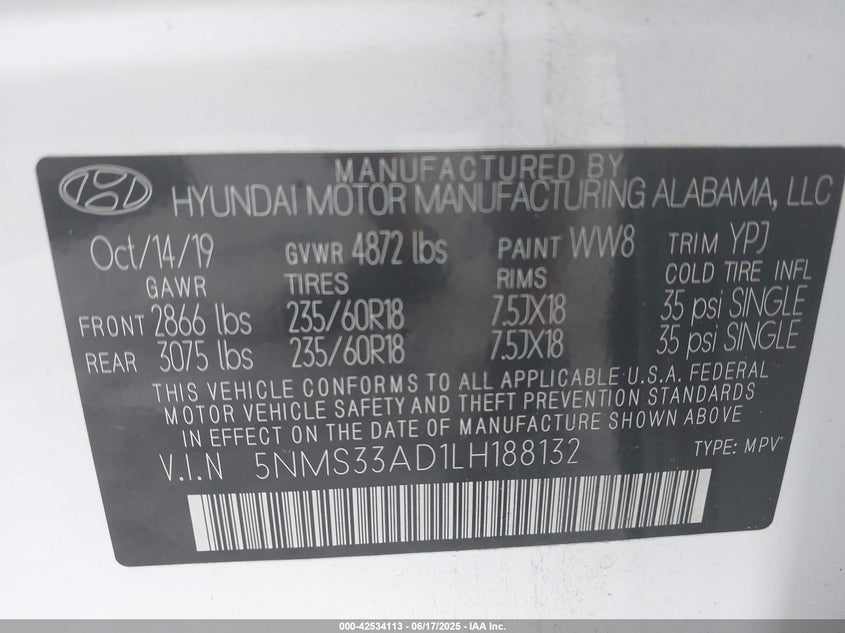 MANUFACTURED BY
HYUNDAI MOTOR MANUFACTURING ALABAMA, LLC
Oct/14/19 GVWR 4872 lbs PAINT WW8 TRIM YPJ
GAWR TIRES RIMS COLD TIRE INFL
FRONT 2866 lbs 235/60R18 7.5JX18 35 psi SINGLE
REAR 3075 lbs 235/60R18 7.5JX18 35 psi SINGLE
THIS VEHICLE CONFORMS TO ALL APPLICABLE U.S.A. FEDERAL
MOTOR VEHICLE SAFETY AND THEFT PREVENTION STANDARDS
IN EFFECT ON THE DATE OF MANUFACTURE SHOWN ABOVE
V.I.N 5NMS33AD1LH188132 TYPE: MPV
000-42534113 - 06/17/2025 - IAA Inc.